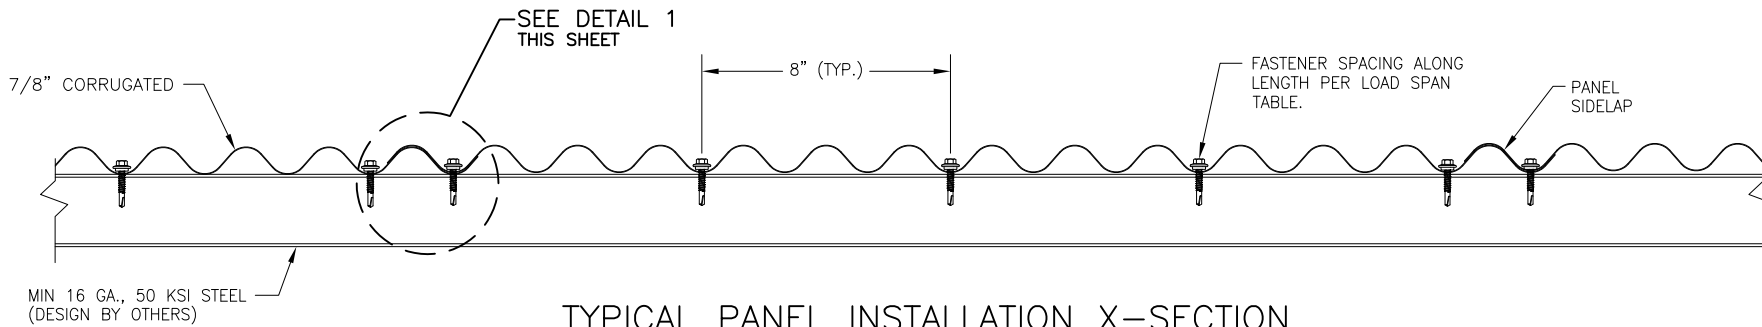 SEE DETAIL 1
THIS SHEET
7/8" CORRUGATED
8" (TYP.)
FASTENER SPACING ALONG
LENGTH PER LOAD SPAN
TABLE.
PANEL
SIDELAP
MIN 16 GA., 50 KSI STEEL
(DESIGN BY OTHERS)
TYPICAL PANEL INSTALLATION X-SECTION